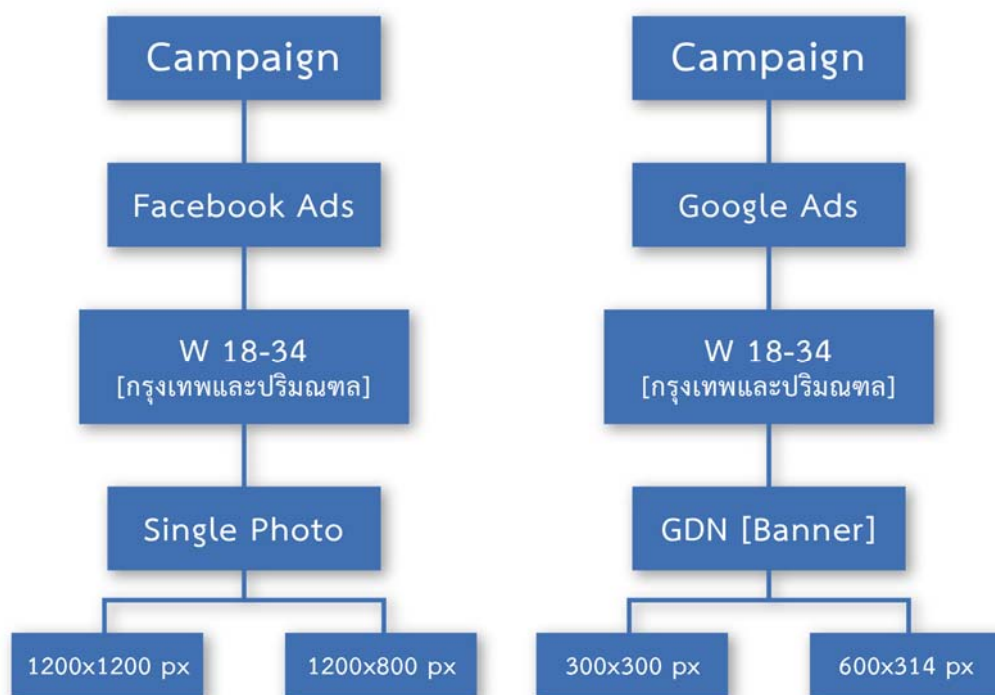 Campaign
Facebook Ads
W 18-34
[กรุงเทพและปริมณฑล]
Single Photo
1200x1200 px
1200x800 px
Campaign
Google Ads
W 18-34
[กรุงเทพและปริมณฑล]
GDN [Banner]
300x300 px
600x314 px